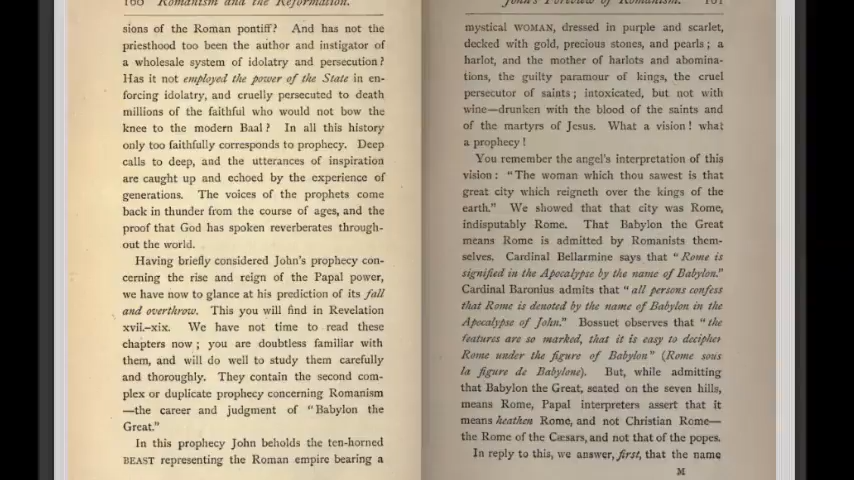 160 Romanism and the Reformation.
sions of the Roman pontiff? And has not the
priesthood too been the author and instigator of
a wholesale system of idolatry and persecution?
Has it not employed the power of the State in en-
forcing idolatry, and cruelly persecuted to death
millions of the faithful who would not bow the
knee to the modern Baal? In all this history
only too faithfully corresponds to prophecy. Deep
calls to deep, and the utterances of inspiration
are caught up and echoed by the experience of
generations. The voices of the prophets come
back in thunder from the course of ages, and the
proof that God has spoken reverberates through-
out the world.
Having briefly considered John's prophecy con-
cerning the rise and reign of the Papal power,
we have now to glance at his prediction of its fall
and overthrow. This you will find in Revelation
xvii.-xix. We have not time to read these
chapters now; you are doubtless familiar with
them, and will do well to study them carefully
and thoroughly. They contain the second com-
plex or duplicate prophecy concerning Romanism
—the career and judgment of "Babylon the
Great."
In this prophecy John beholds the ten-horned
BEAST representing the Roman empire bearing a
John's Foreview of Romanism. 161
mystical WOMAN, dressed in purple and scarlet,
decked with gold, precious stones, and pearls; a
harlot, and the mother of harlots and abomina-
tions, the guilty paramour of kings, the cruel
persecutor of saints; intoxicated, but not with
wine—drunken with the blood of the saints and
of the martyrs of Jesus. What a vision! what
a prophecy!
You remember the angel's interpretation of this
vision: "The woman which thou sawest is that
great city which reigneth over the kings of the
earth." We showed that that city was Rome,
indisputably Rome. That Babylon the Great
means Rome is admitted by Romanists them-
selves. Cardinal Bellarmine says that "Rome is
signified in the Apocalypse by the name of Babylon."
Cardinal Baronius admits that "all persons confess
that Rome is denoted by the name of Babylon in the
Apocalypse of John." Bossuet observes that "the
features are so marked, that it is easy to decipher
Rome under the figure of Babylon" (Rome sous
la figure de Babylone). But, while admitting
that Babylon the Great, seated on the seven hills,
means Rome, Papal interpreters assert that it
means heathen Rome, and not Christian Rome—
the Rome of the Cæsars, and not that of the popes.
In reply to this, we answer, first, that the name
M